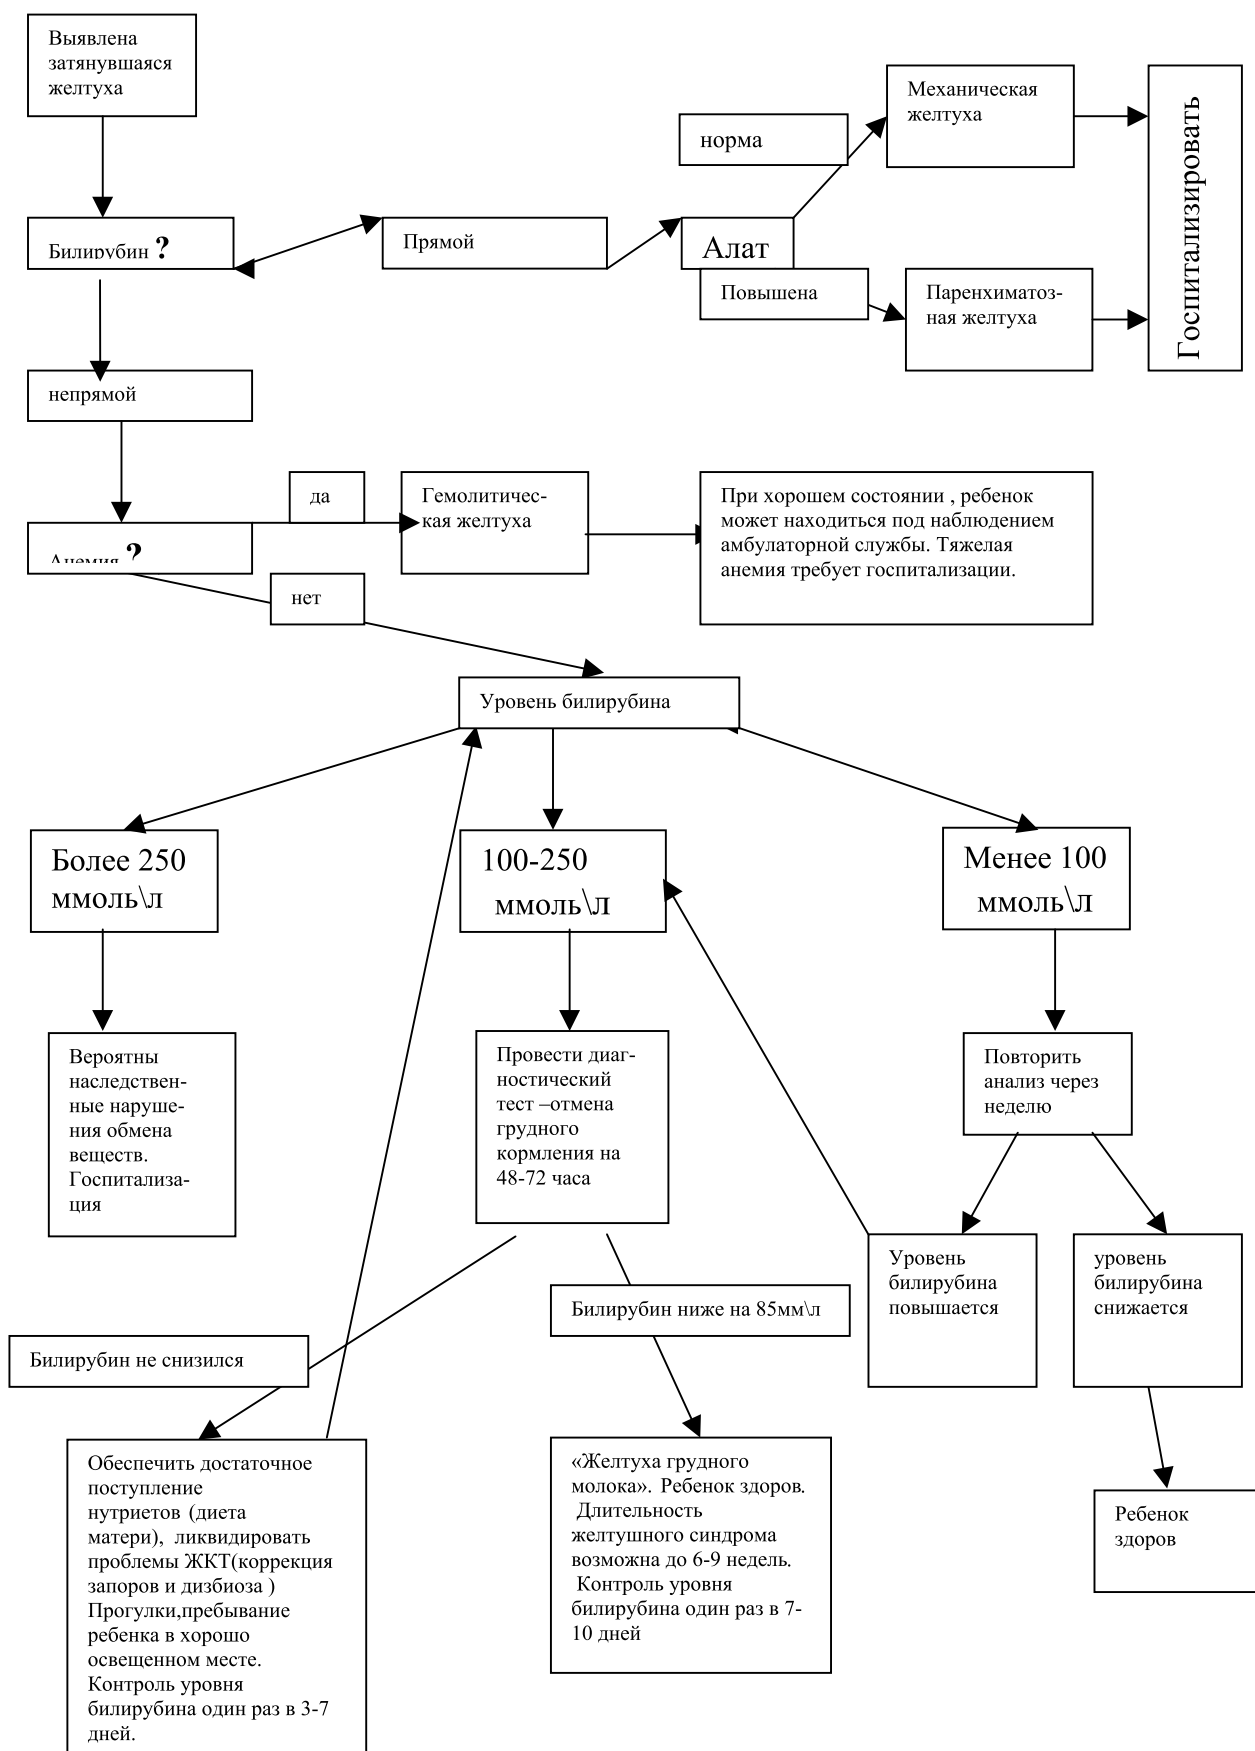 Выявлена
затянувшаяся
желтуха
норма
Механическая
желтуха
Госпитализировать
Билирубин ?
Прямой
Алат
Повышена
Паренхиматоз-
ная желтуха
непрямой
да
Гемолитичес-
кая желтуха
При хорошем состоянии , ребенок
может находиться под наблюдением
амбулаторной службы. Тяжелая
анемия требует госпитализации.
Анемия ?
нет
Уровень билирубина
Более 250
ммоль\л
100-250
ммоль\л
Менее 100
ммоль\л
Вероятны
наследствен-
ные наруше-
ния обмена
веществ.
Госпитализа-
ция
Провести диаг-
ностический
тест –отмена
грудного
кормления на
48-72 часа
Повторить
анализ через
неделю
Уровень
билирубина
повышается
уровень
билирубина
снижается
Билирубин ниже на 85мм\л
Билирубин не снизился
Обеспечить достаточное
поступление
нутриетов (диета
матери), ликвидировать
проблемы ЖКТ(коррекция
запоров и дизбиоза )
Прогулки,пребывание
ребенка в хорошо
освещенном месте.
Контроль уровня
билирубина один раз в 3-7
дней.
«Желтуха грудного
молока». Ребенок здоров.
Длительность
желтушного синдрома
возможна до 6-9 недель.
Контроль уровня
билирубина один раз в 7-
10 дней
Ребенок
здоров